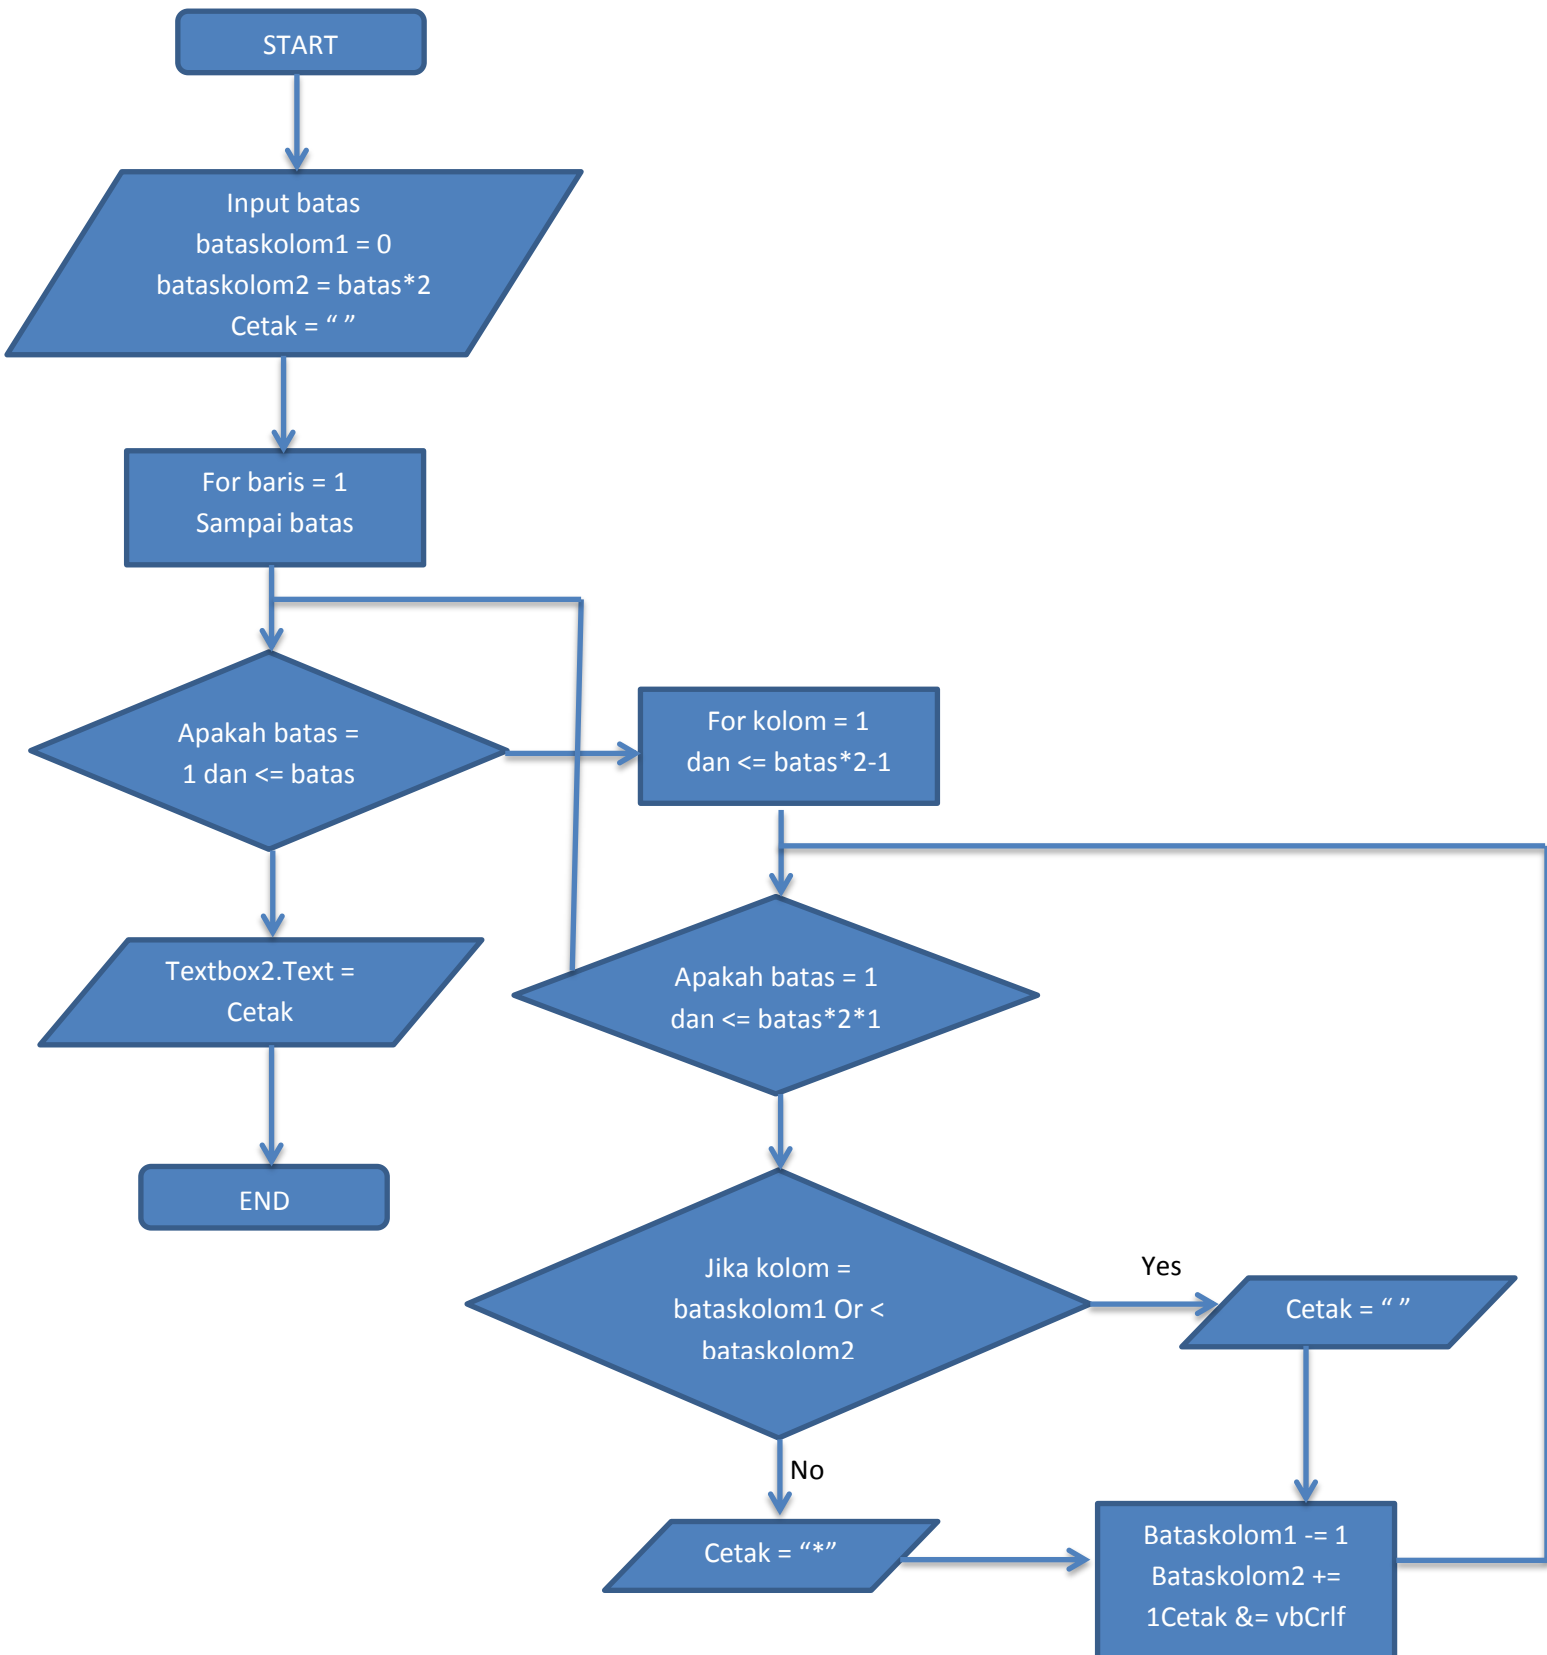 START
Input batas
bataskolom1 = 0
bataskolom2 = batas*2
Cetak = “ ”
For baris = 1
Sampai batas
Apakah batas =
1 dan <= batas
For kolom = 1
dan <= batas*2-1
Textbox2.Text =
Cetak
Apakah batas = 1
dan <= batas*2*1
END
Jika kolom =
bataskolom1 Or <
bataskolom2
Yes
Cetak = “ ”
No
Cetak = “*”
Bataskolom1 -= 1
Bataskolom2 +=
1Cetak &= vbCrlf